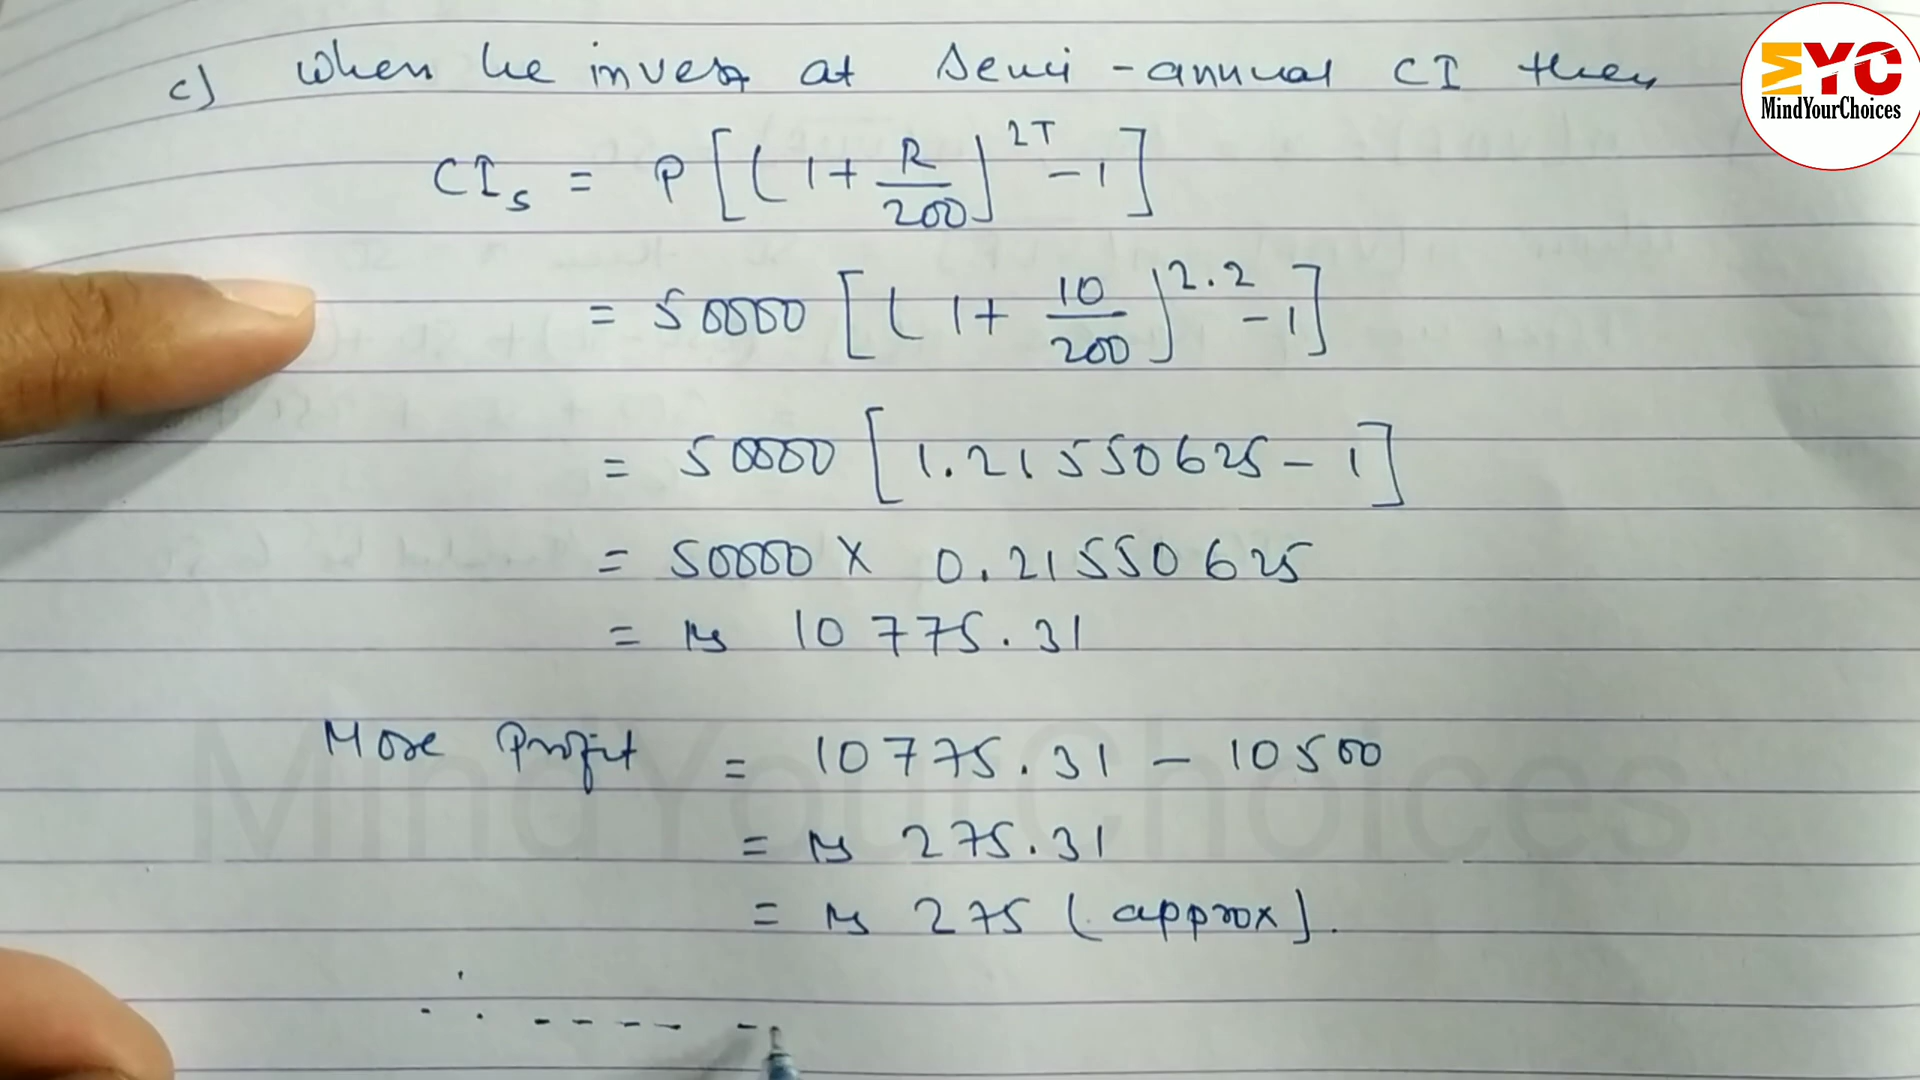 MYC
MindYourChoices
c) When he invest at Semi-annual CI then
CIs = P[(1+R/200)^2T -1]
= 50000[(1+10/200)^2.2 -1]
= 50000[1.21550625-1]
= 50000 × 0.21550625
= Rs 10775.31
More Profit = 10775.31 - 10500
= Rs 275.31
= Rs 275 (approx).
∴ ---- -
MindYourChoices